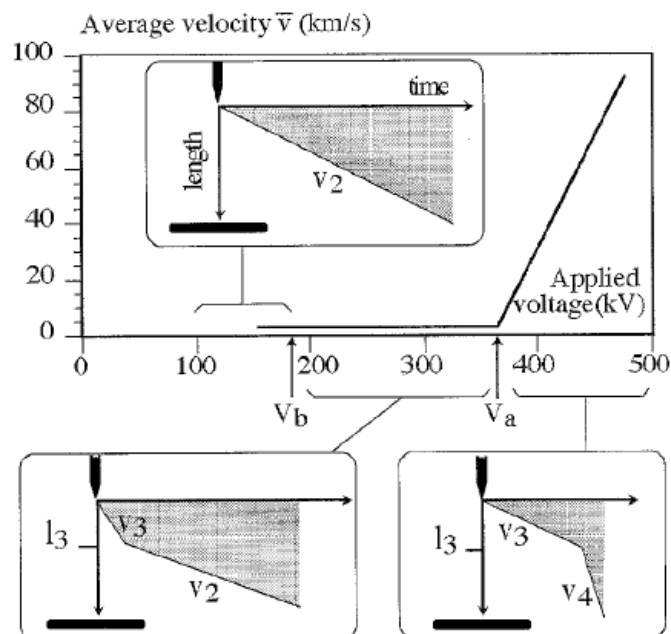 Average velocity v̅ (km/s)
100
80
60
40
20
0
time
length
v2
Applied
voltage(kV)
0
100
200
300
400
500
Vb
Va
l3
v3
v2
l3
v3
v4